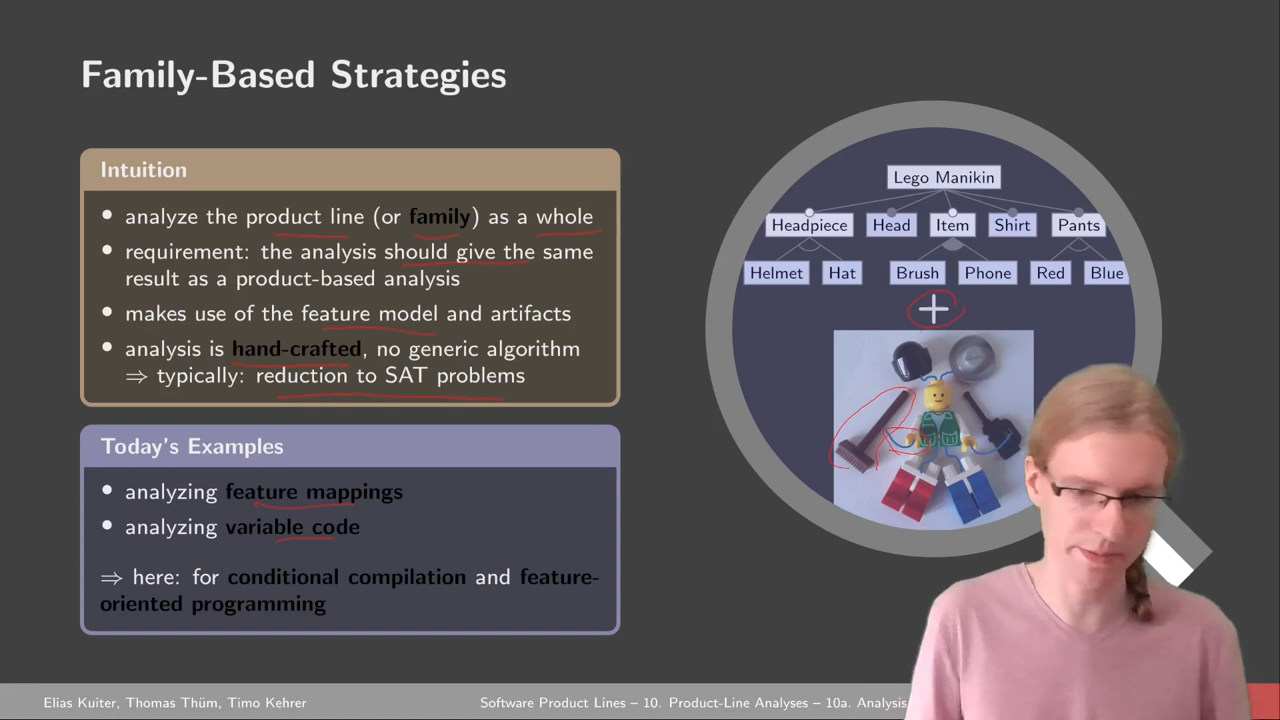 Family-Based Strategies
Intuition
• analyze the product line (or family) as a whole
• requirement: the analysis should give the same
result as a product-based analysis
• makes use of the feature model and artifacts
• analysis is hand-crafted, no generic algorithm
⇒ typically: reduction to SAT problems
Today's Examples
• analyzing feature mappings
• analyzing variable code
⇒ here: for conditional compilation and feature-
oriented programming
Lego Manikin
Headpiece Head Item Shirt Pants
Helmet Hat Brush Phone Red Blue
+
Elias Kuiter, Thomas Thüm, Timo Kehrer
Software Product Lines – 10. Product-Line Analyses – 10a. Analysis